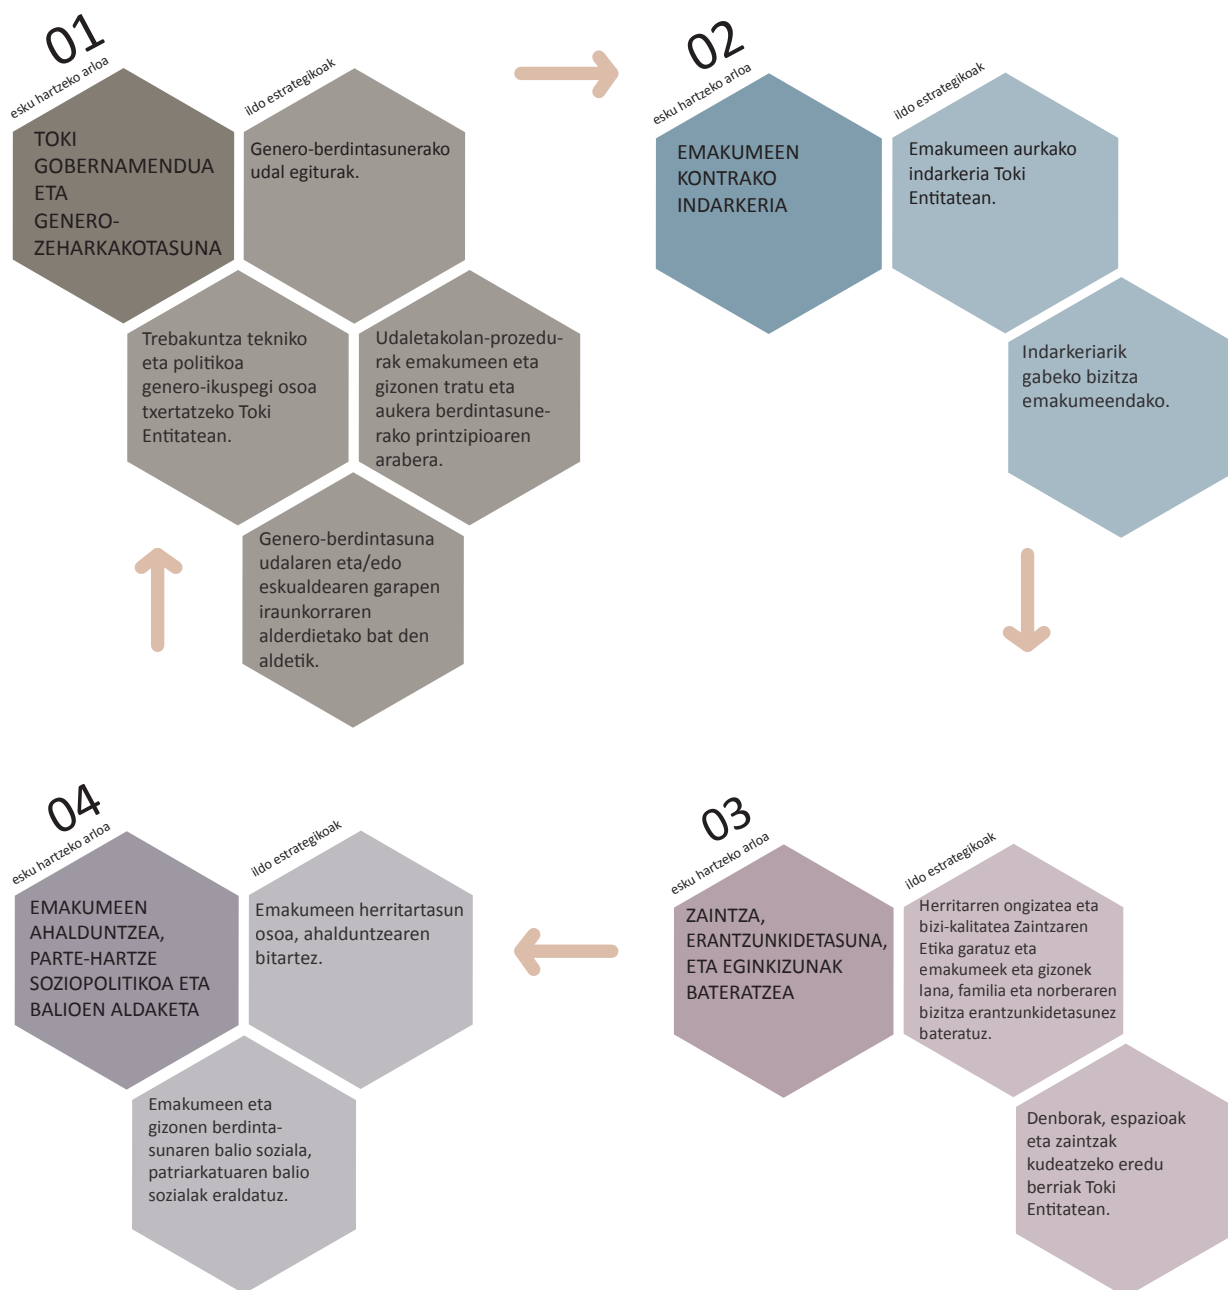 01
esku hartzeko arloa
TOKI
GOBERNAMENDUA
ETA
GENERO-
ZEHARKAKOTASUNA
ildo estrategikoak
Genero-berdintasunerako
udal egiturak.
Trebakuntza tekniko
eta politikoa
genero-ikuspegi osoa
txertatzeko Toki
Entitatean.
Udaletakolan-prozedu-
rak emakumeen eta
gizonen tratu eta
aukera berdintasune-
rako printzipioaren
arabera.
Genero-berdintasuna
udalaren eta/edo
eskualdearen garapen
iraunkorraren
alderdietako bat den
aldetik.
02
esku hartzeko arloa
EMAKUMEEN
KONTRAKO
INDARKERIA
ildo estrategikoak
Emakumeen aurkako
indarkeria Toki
Entitatean.
Indarkeriarik
gabeko bizitza
emakumeendako.
04
esku hartzeko arloa
EMAKUMEEN
AHALDUNTZEA,
PARTE-HARTZE
SOZIOPOLITIKOA ETA
BALIOEN ALDAKETA
ildo estrategikoak
Emakumeen herritartasun
osoa, ahalduntzearen
bitartez.
Emakumeen eta
gizonen berdinta-
sunaren balio soziala,
patriarkatuaren balio
sozialak eraldatuz.
03
esku hartzeko arloa
ZAINTZA,
ERANTZUNKIDETASUNA,
ETA EGINKIZUNAK
BATERATZEA
ildo estrategikoak
Herritarren ongizatea eta
bizi-kalitatea Zaintzaren
Etika garatuz eta
emakumeek eta gizonek
lana, familia eta norberaren
bizitza erantzunkidetasunez
bateratuz.
Denborak, espazioak
eta zaintzak
kudeatzeko eredu
berriak Toki
Entitatean.